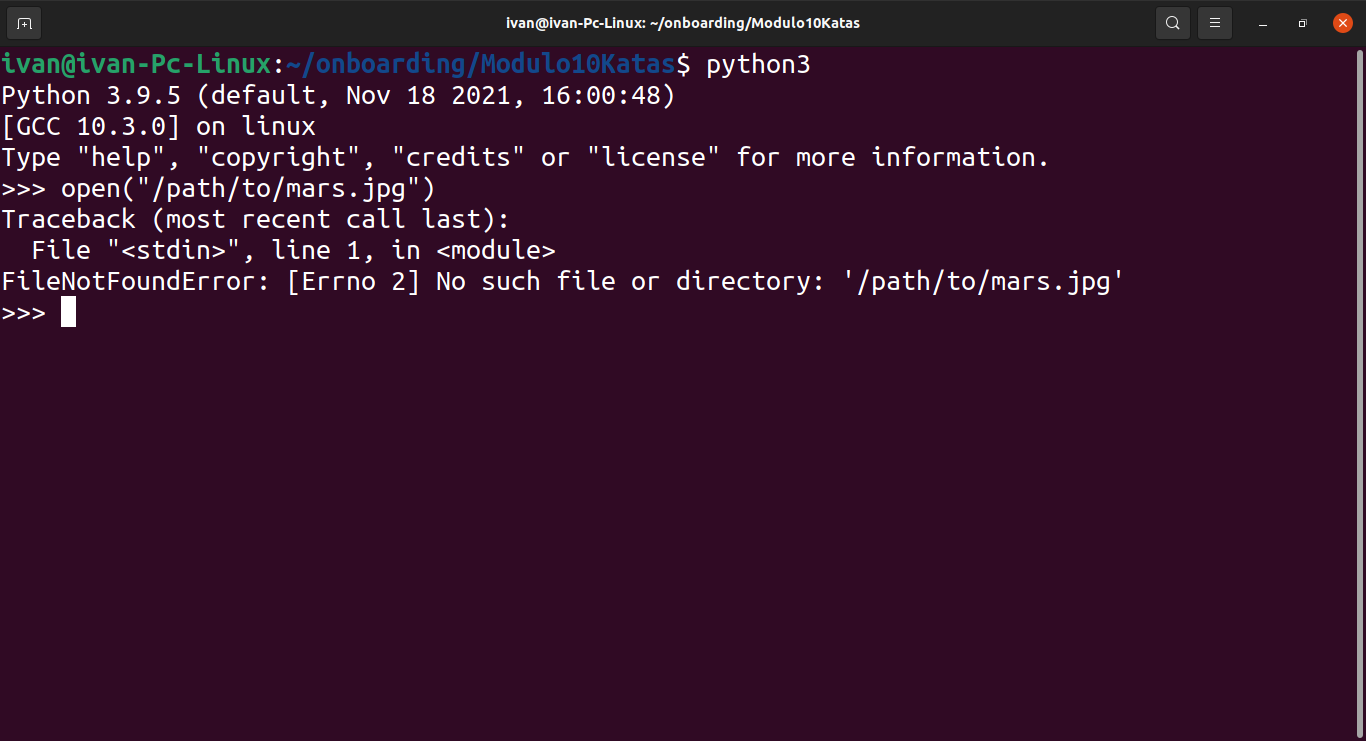 ivan@ivan-Pc-Linux: ~/onboarding/Modulo10Katas
ivan@ivan-Pc-Linux:~/onboarding/Modulo10Katas$ python3
Python 3.9.5 (default, Nov 18 2021, 16:00:48)
[GCC 10.3.0] on linux
Type "help", "copyright", "credits" or "license" for more information.
>>> open("/path/to/mars.jpg")
Traceback (most recent call last):
  File "<stdin>", line 1, in <module>
FileNotFoundError: [Errno 2] No such file or directory: '/path/to/mars.jpg'
>>>